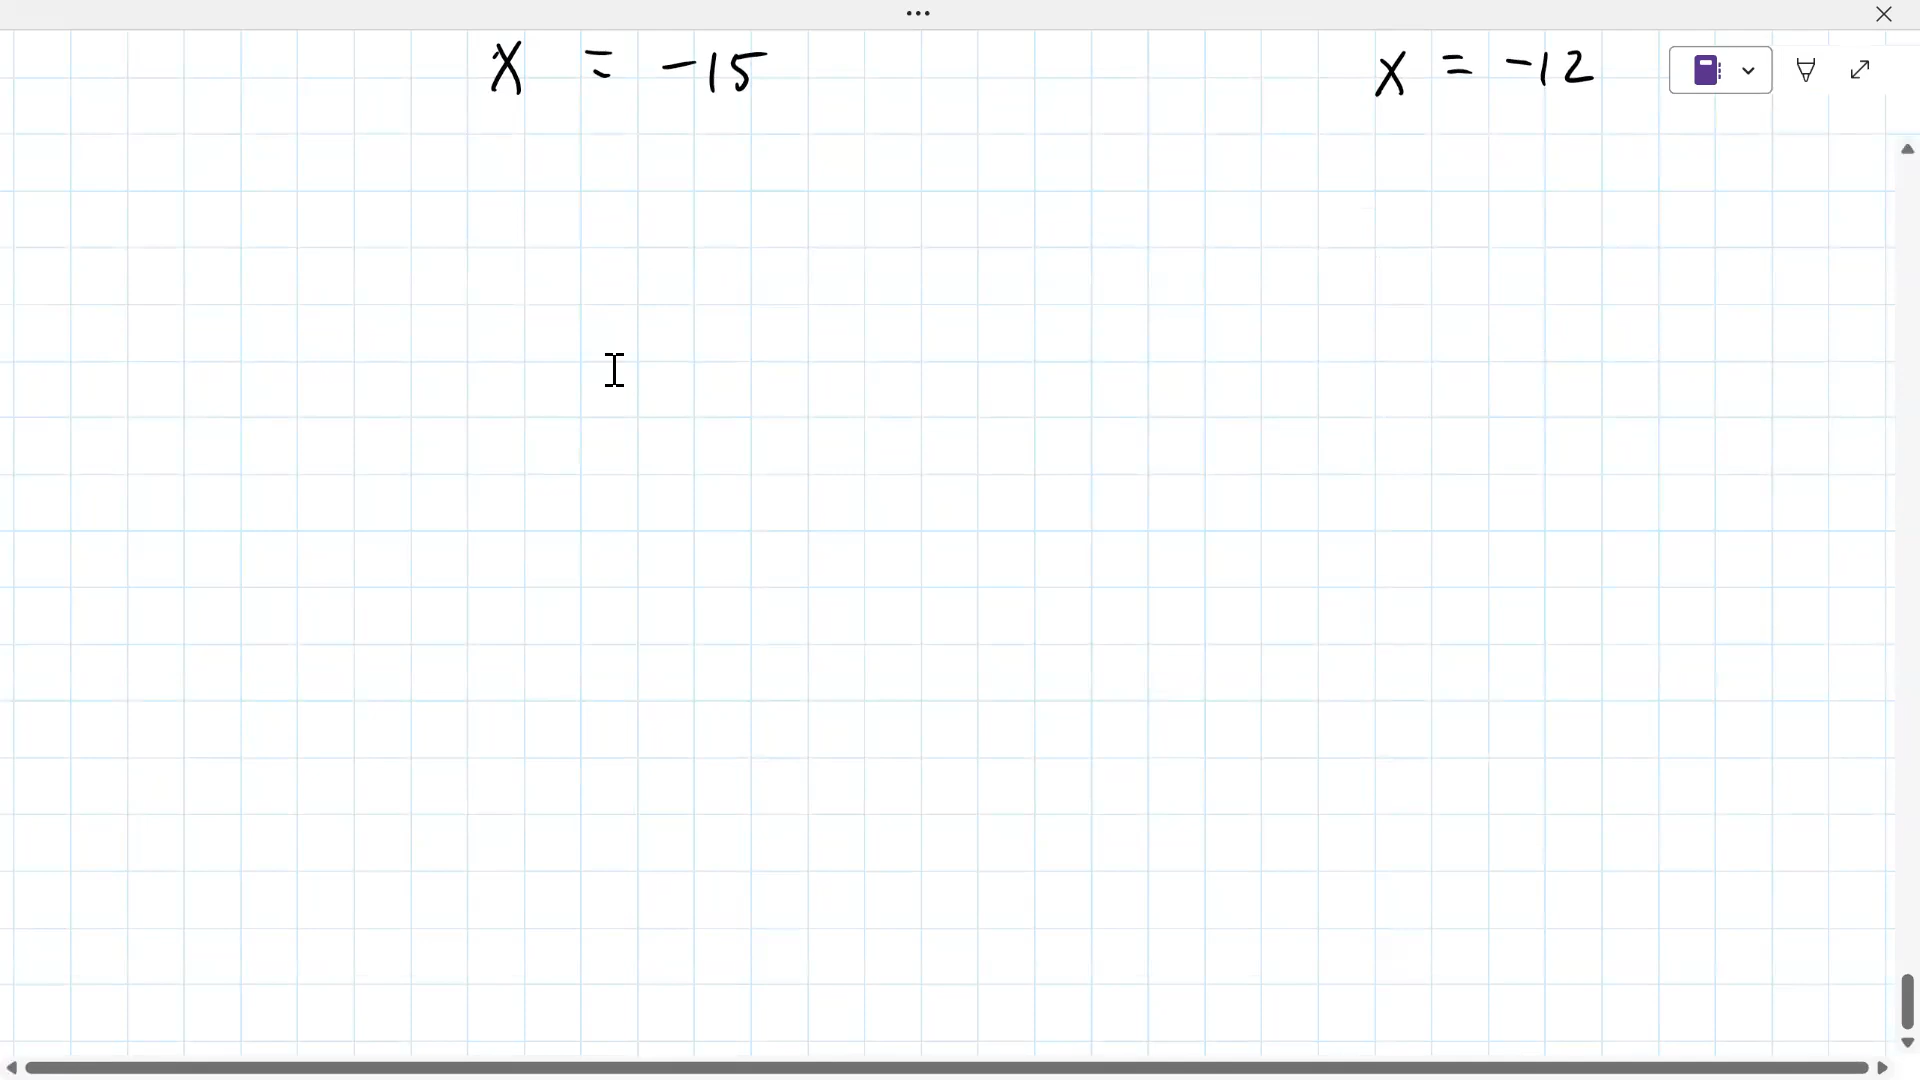 x = -15 x = -12